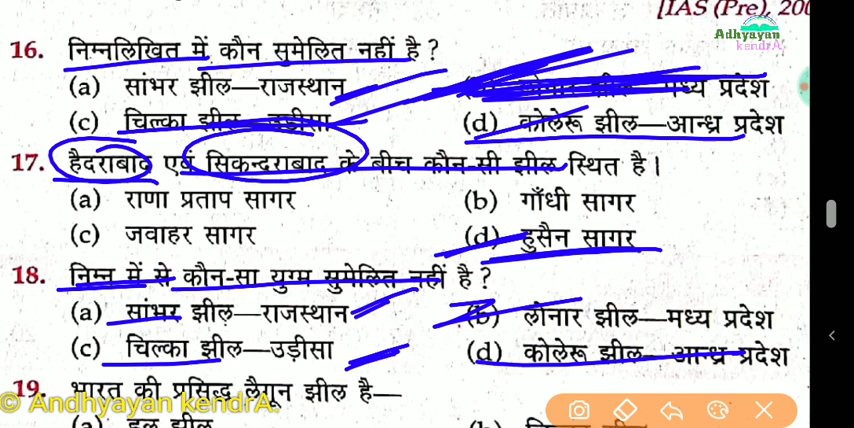 [IAS (Pre), 200
Adhyayan
kendrA
16. निम्नलिखित में कौन सुमेलित नहीं है ?
(a) सांभर झील—राजस्थान (b) लोनार झील—मध्य प्रदेश
(c) चिल्का झील—उड़ीसा (d) कोलेरू झील—आन्ध्र प्रदेश
17. हैदराबाद एवं सिकन्दराबाद के बीच कौन-सी झील स्थित है।
(a) राणा प्रताप सागर (b) गाँधी सागर
(c) जवाहर सागर (d) हुसैन सागर
18. निम्न में से कौन-सा युग्म सुमेलित नहीं है ?
(a) सांभर झील—राजस्थान (b) लोनार झील—मध्य प्रदेश
(c) चिल्का झील—उड़ीसा (d) कोलेरू झील—आन्ध्र प्रदेश
19. भारत की प्रसिद्ध लैगून झील है—
© Andhyayan kendrA.